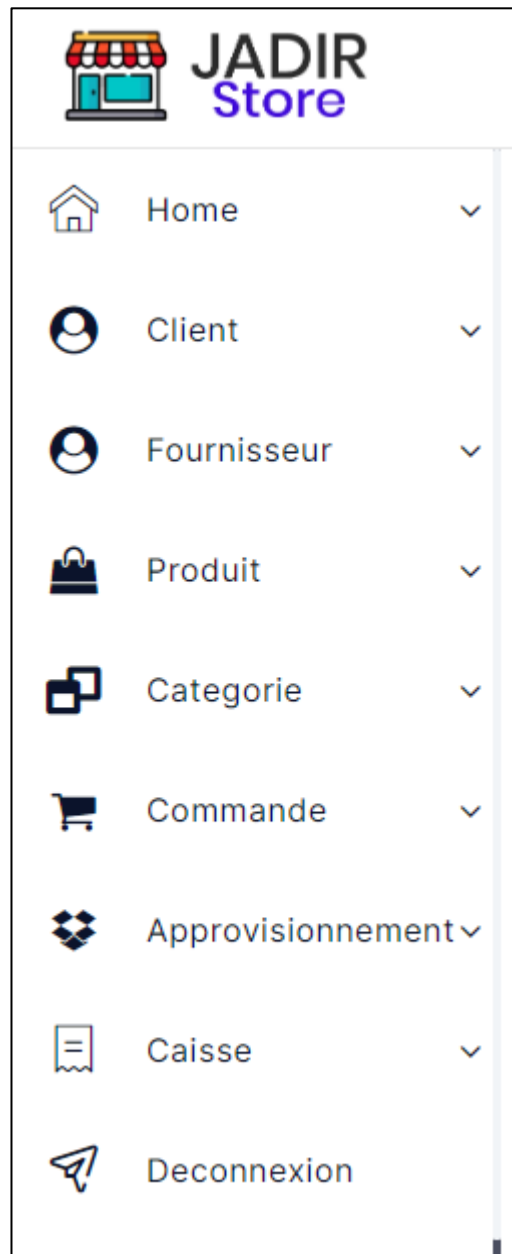 JADIR
Store
Home
Client
Fournisseur
Produit
Categorie
Commande
Approvisionnement
Caisse
Deconnexion